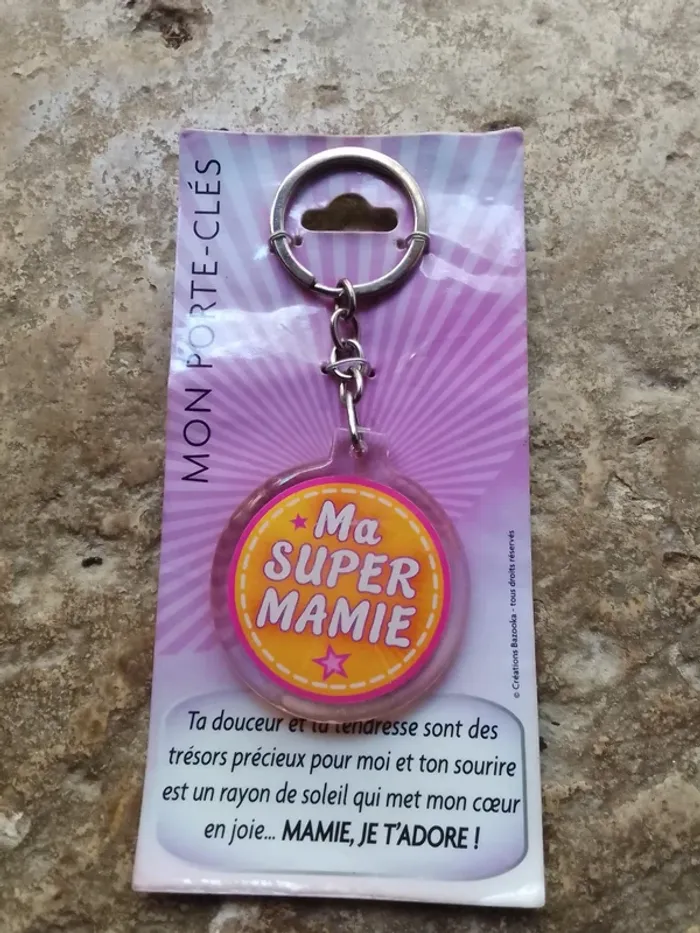 MON PORTE-CLÉS
Ma
SUPER
MAMIE
© Créations Bazooka - tous droits réservés
Ta douceur et la tendresse sont des
trésors précieux pour moi et ton sourire
est un rayon de soleil qui met mon cœur
en joie... MAMIE, JE T'ADORE !